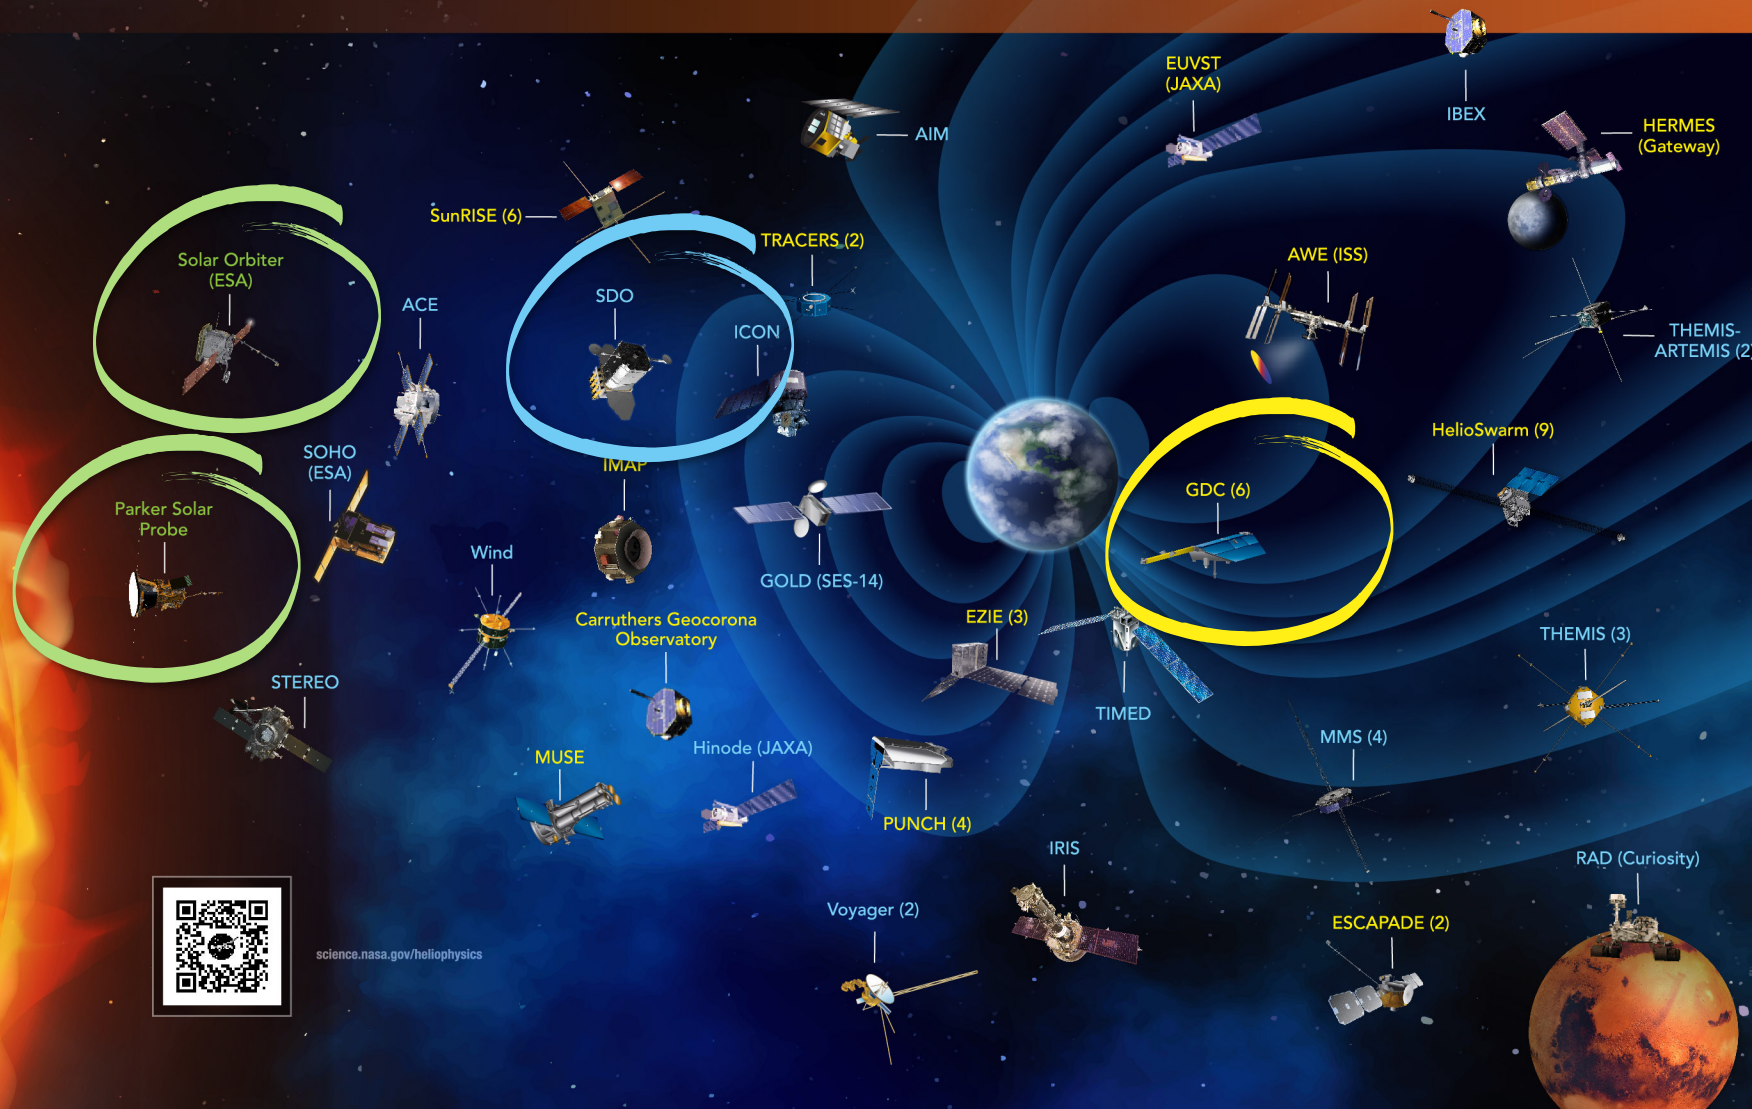 EUVST
(JAXA)
IBEX
HERMES
(Gateway)
AIM
SunRISE (6)
TRACERS (2)
AWE (ISS)
Solar Orbiter
(ESA)
ACE
SDO
ICON
THEMIS-
ARTEMIS (2)
HelioSwarm (9)
SOHO
(ESA)
IMAP
GDC (6)
Parker Solar
Probe
Wind
GOLD (SES-14)
Carruthers Geocorona
Observatory
EZIE (3)
THEMIS (3)
STEREO
TIMED
MMS (4)
Hinode (JAXA)
MUSE
PUNCH (4)
IRIS
RAD (Curiosity)
Voyager (2)
ESCAPADE (2)
science.nasa.gov/heliophysics